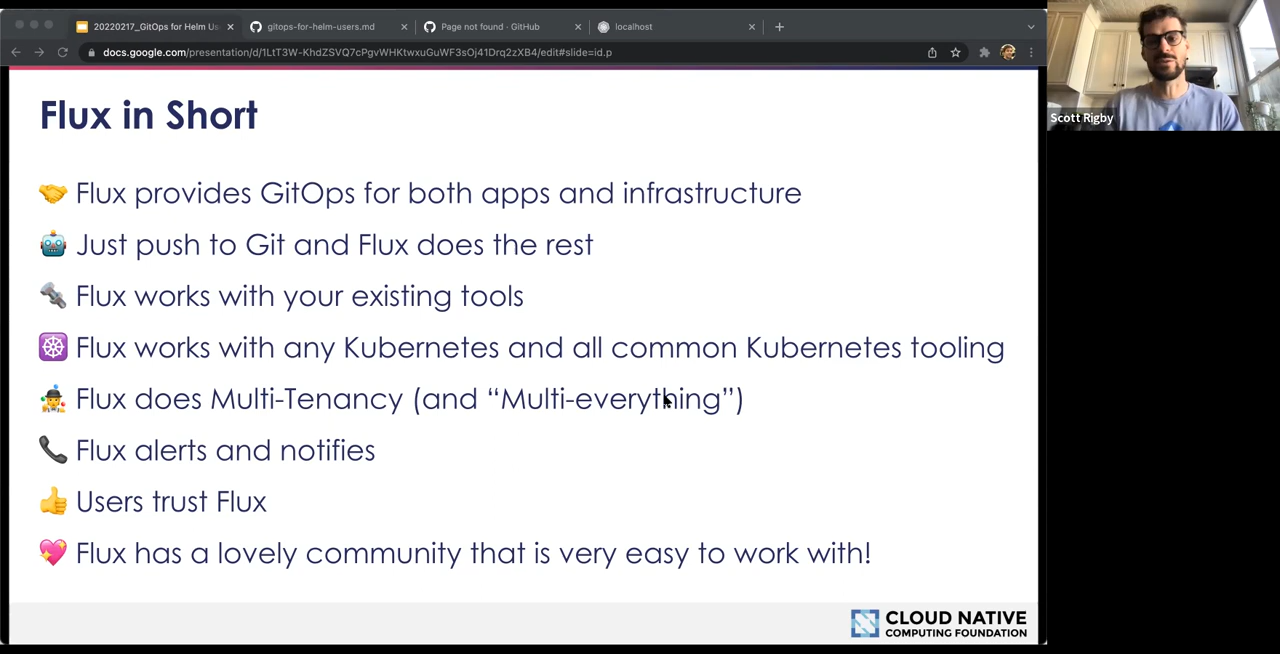 20220217_GitOps for Helm Us
gitops-for-helm-users.md
Page not found · GitHub
localhost
docs.google.com/presentation/d/1LtT3W-KhdZSVQ7cPgvWHKtwxuGuWF3sOj41Drq2zXB4/edit#slide=id.p
Scott Rigby
Flux in Short
Flux provides GitOps for both apps and infrastructure
Just push to Git and Flux does the rest
Flux works with your existing tools
Flux works with any Kubernetes and all common Kubernetes tooling
Flux does Multi-Tenancy (and “Multi-everything”)
Flux alerts and notifies
Users trust Flux
Flux has a lovely community that is very easy to work with!
CLOUD NATIVE
COMPUTING FOUNDATION